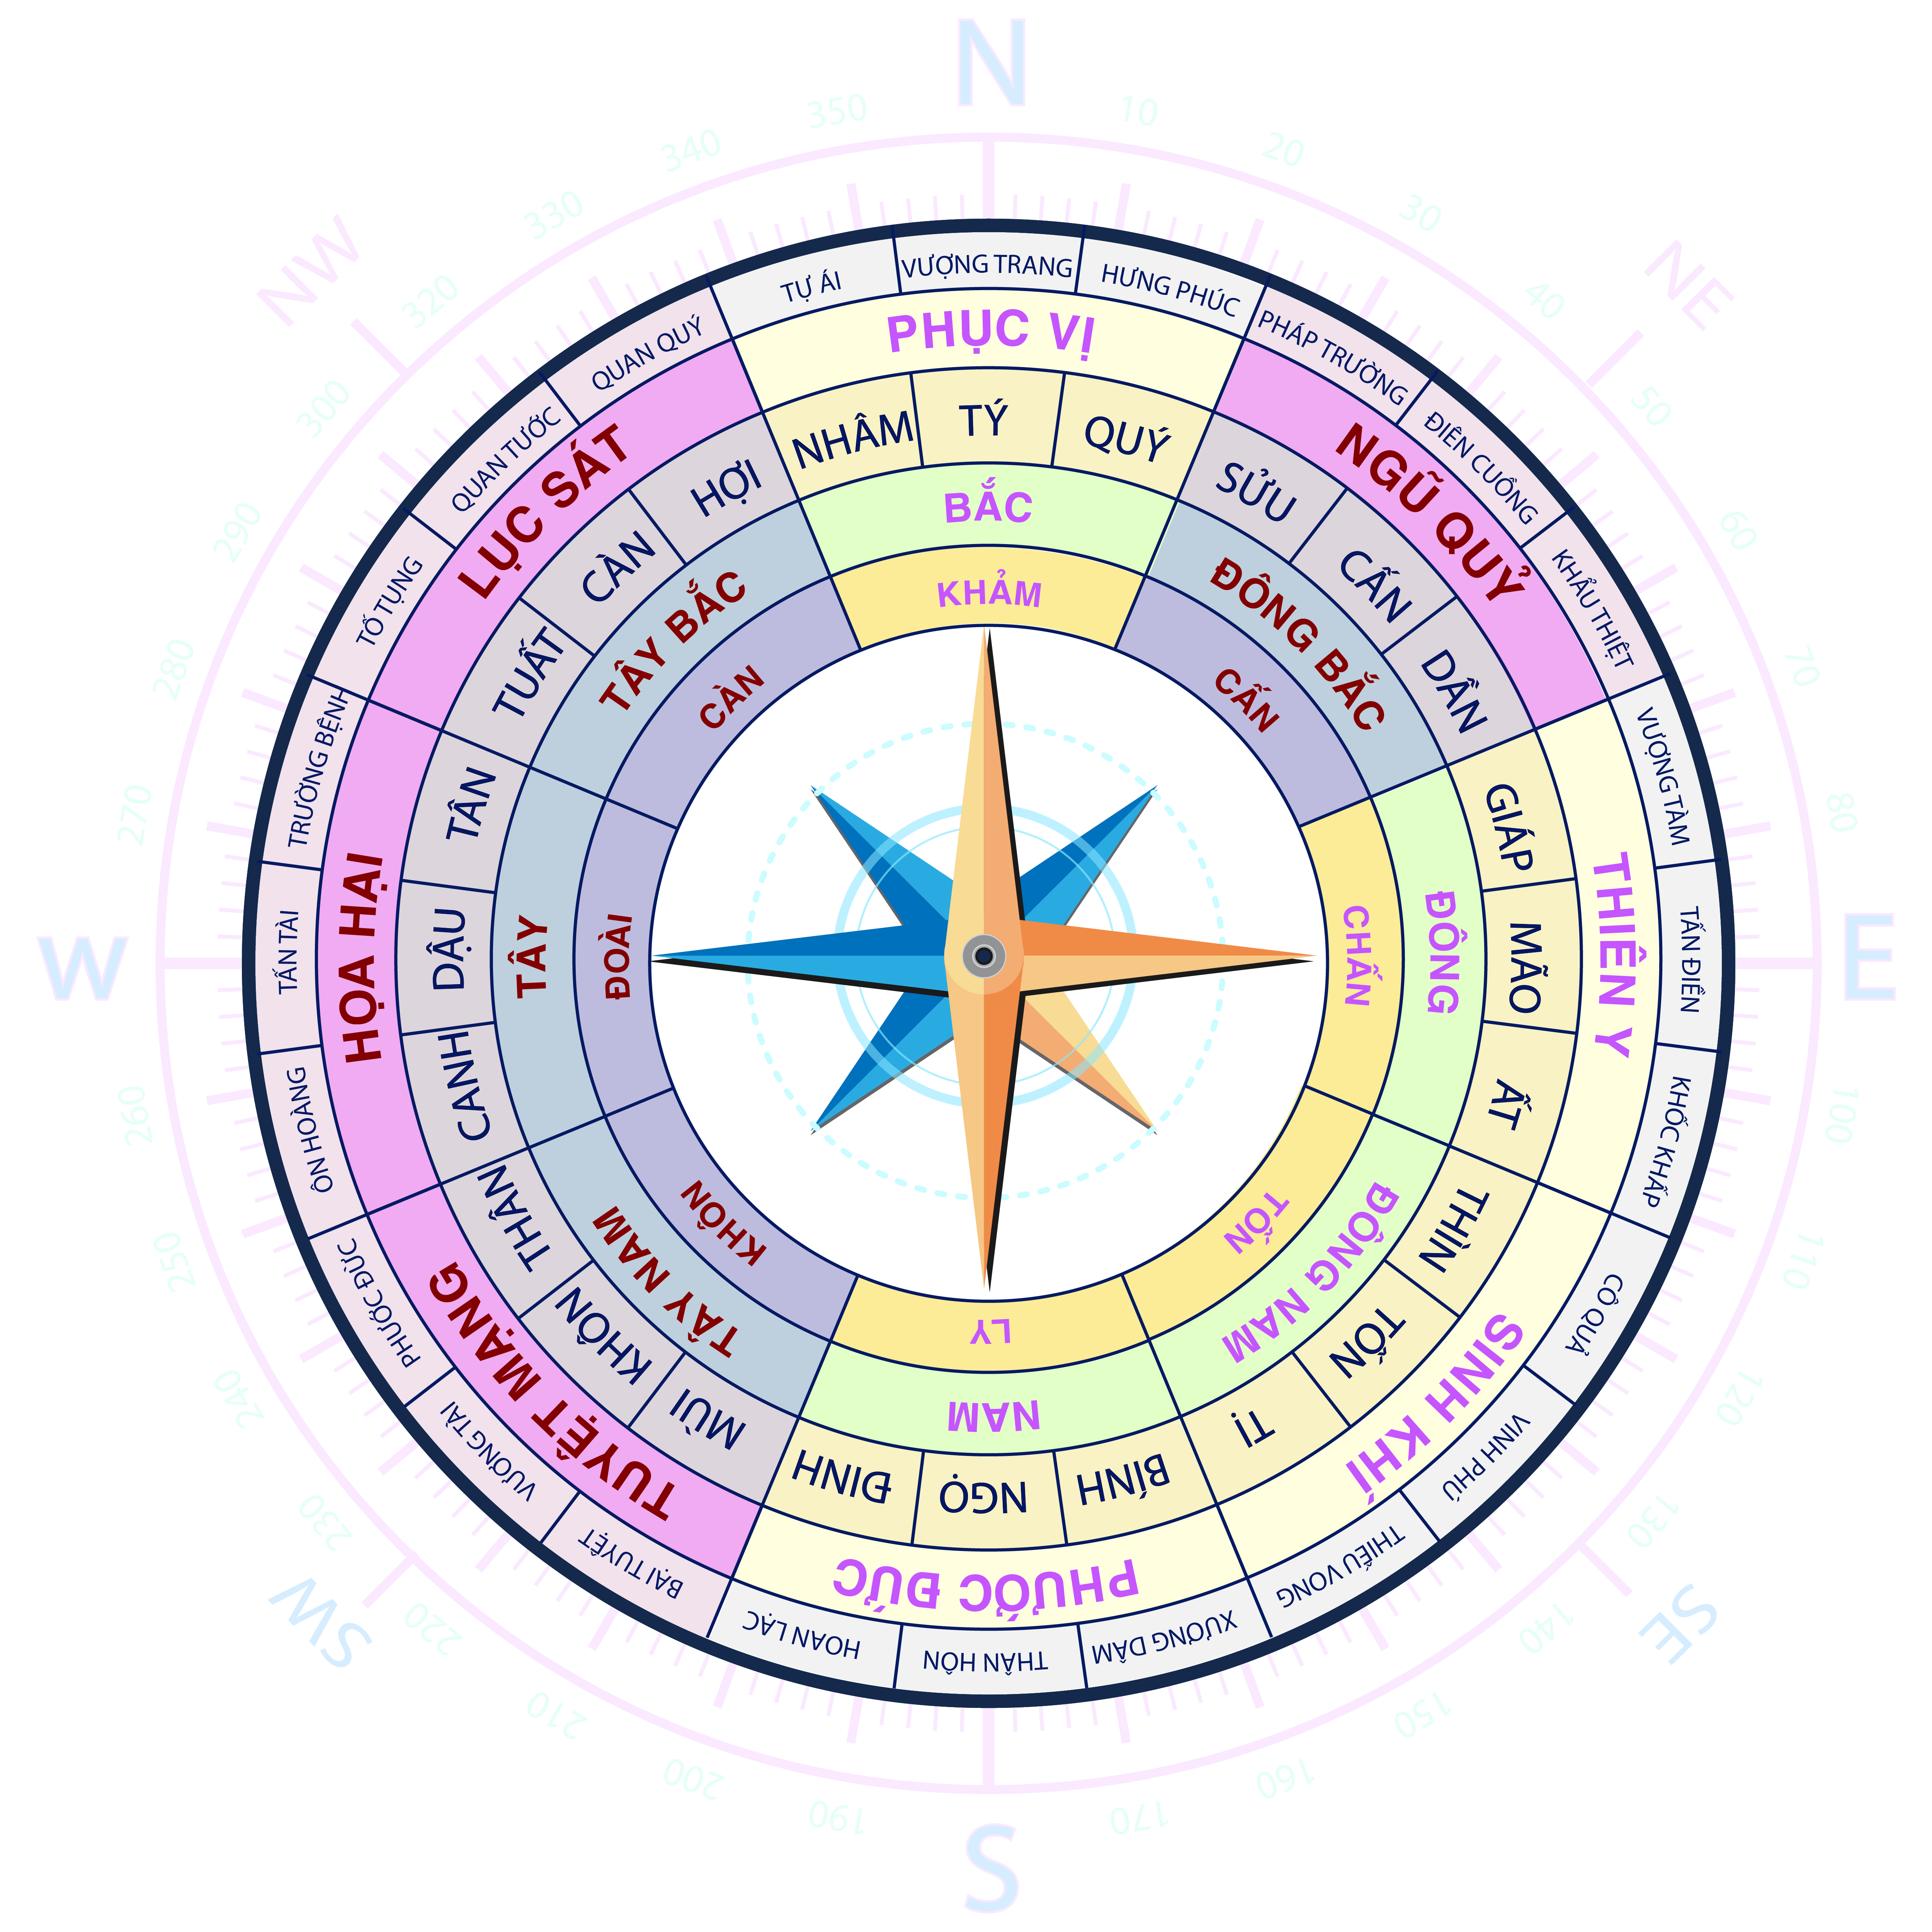 N
10
20
30
40
NE
50
60
70
80
E
100
110
120
130
SE
140
150
160
170
S
190
200
210
220
SW
230
240
250
260
W
270
280
290
300
320
NW
330
340
350
TỰ ÁI
VƯỢNG TRANG
HƯNG PHÚC
PHÁP TRƯỜNG
ĐIÊN CUỒNG
KHẨU THIỆT
VƯỢNG TÀM
TẤN ĐIỀN
KHỐC KHẤP
CÔ QUẢ
VINH PHÚ
THIẾU VONG
XƯƠNG DÂM
THÂN HÔN
HOAN LẠC
BẠI TUYỆT
VƯỢNG TÀI
PHƯỚC ĐỨC
ÔN HOÀNG
TẤN TÀI
TRƯỜNG BỆNH
TỐ TỤNG
QUAN TƯỚC
QUAN QUÝ
PHỤC VỊ
NGŨ QUỶ
THIÊN Y
SINH KHÍ
PHƯỚC ĐỨC
TUYỆT MẠNG
HỌA HẠI
LỤC SÁT
NHÂM
TÝ
QUÝ
SỬU
CẤN
DẦN
GIÁP
MÃO
ẤT
THÌN
TỐN
TỊ
BÍNH
NGỌ
ĐINH
MÙI
KHÔN
THÂN
CANH
DẬU
TÂN
TUẤT
CÀN
HỢI
BẮC
ĐÔNG BẮC
ĐÔNG
ĐÔNG NAM
NAM
TÂY NAM
TÂY
TÂY BẮC
KHẢM
CẤN
CHẤN
TỐN
LY
KHÔN
ĐOÀI
CÀN